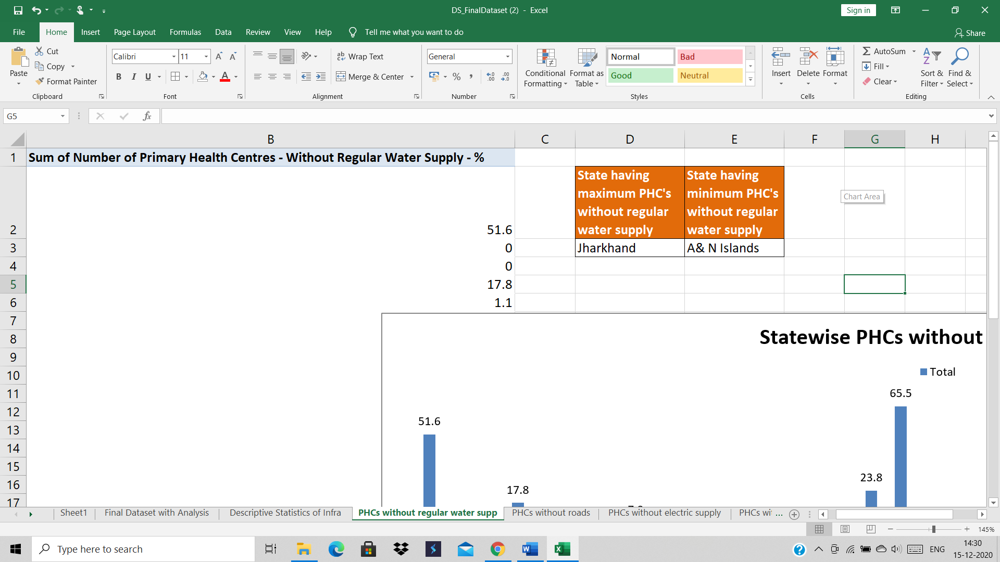 DS_FinalDataset (2) - Excel
Sign in
File Home Insert Page Layout Formulas Data Review View Help Tell me what you want to do
Share
Paste
Cut
Copy
Format Painter
Clipboard
Calibri 11
B I U
Font
Wrap Text
Merge & Center
Alignment
General
Number
Conditional Formatting
Format as Table
Normal Bad
Good Neutral
Styles
Insert Delete Format
Cells
AutoSum
Fill
Clear
Sort & Filter
Find & Select
Editing
G5
fx
B C D E F G H
1 Sum of Number of Primary Health Centres - Without Regular Water Supply - %
State having maximum PHC's without regular water supply
State having minimum PHC's without regular water supply
Chart Area
2 51.6
3 0 Jharkhand A& N Islands
4 0
5 17.8
6 1.1
7
8 Statewise PHCs without
9
10 Total
11 65.5
12 51.6
13
14
15
16 23.8
17.8
17
Sheet1 Final Dataset with Analysis Descriptive Statistics of Infra PHCs without regular water supp PHCs without roads PHCs without electric supply PHCs wi ...
145%
Type here to search
ENG
14:30
15-12-2020